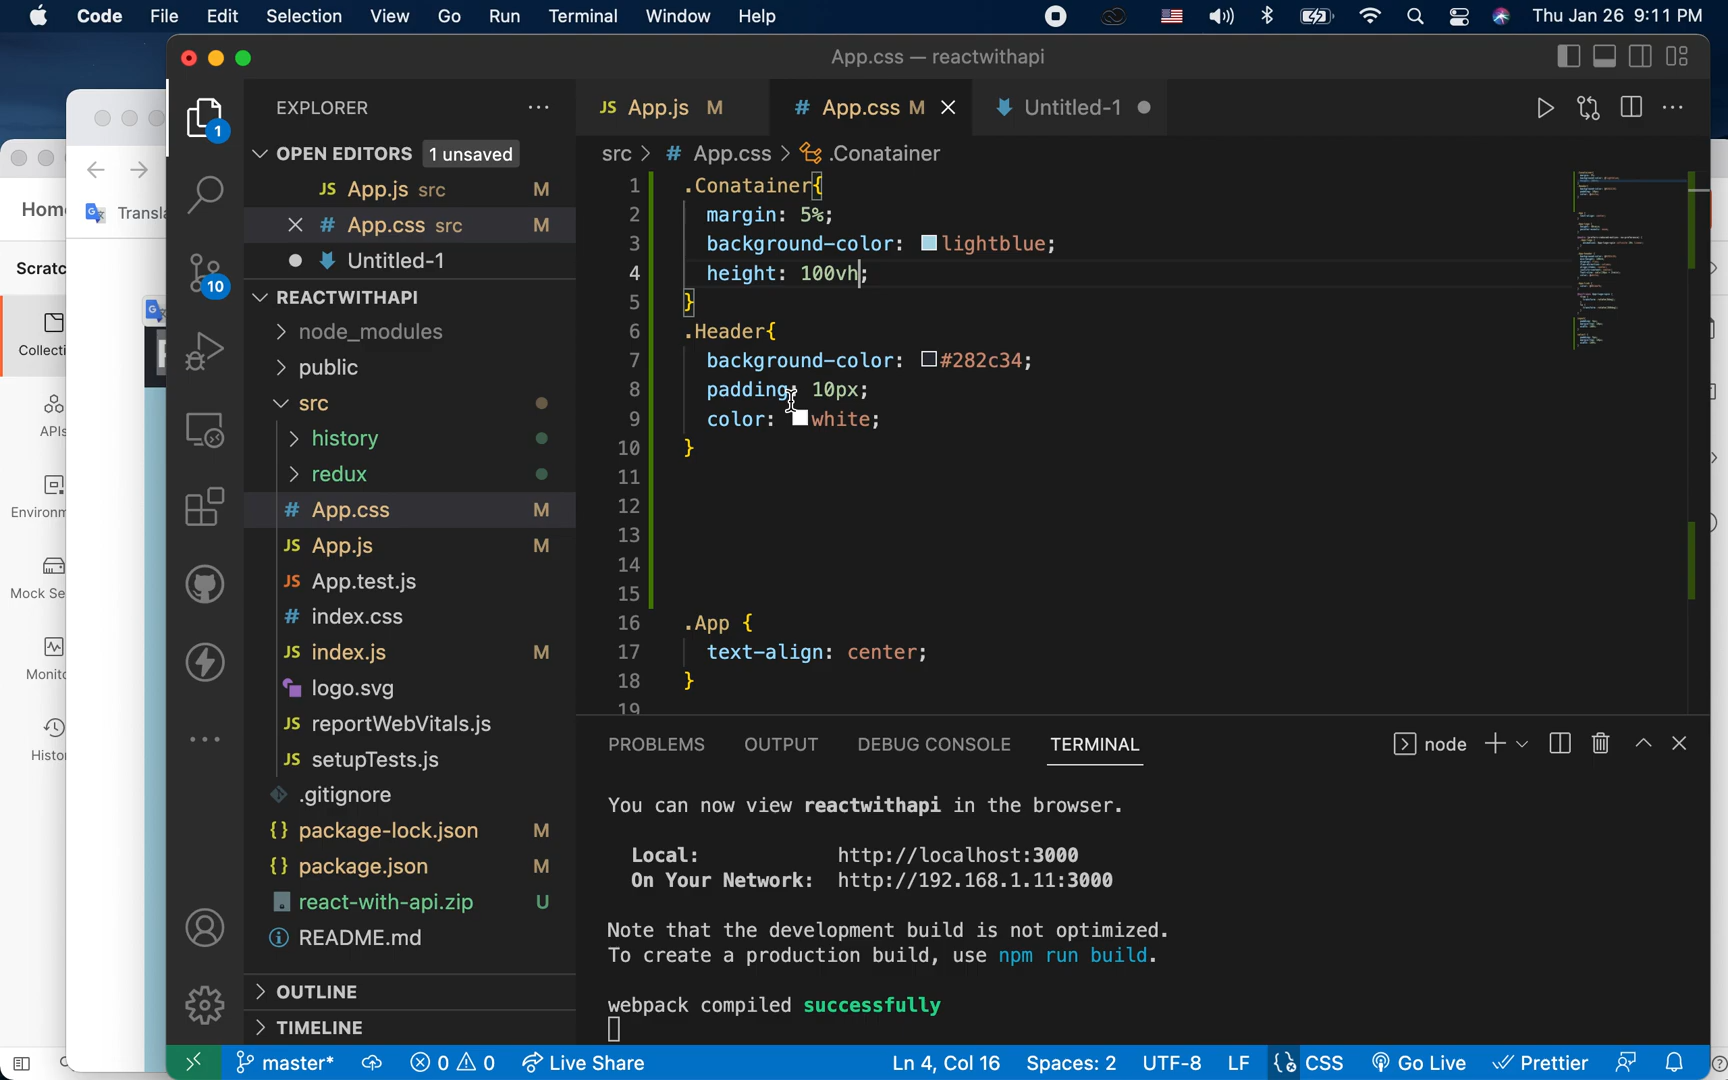 Code File Edit Selection View Go Run Terminal Window Help Thu Jan 26 9:11 PM
App.css — reactwithapi
EXPLORER
OPEN EDITORS 1 unsaved
JS App.js src M
# App.css src M
Untitled-1
REACTWITHAPI
node_modules
public
src
history
redux
# App.css M
JS App.js M
JS App.test.js
# index.css
JS index.js M
logo.svg
JS reportWebVitals.js
JS setupTests.js
.gitignore
{} package-lock.json M
{} package.json M
react-with-api.zip U
README.md
OUTLINE
TIMELINE
1
10
JS App.js M # App.css M Untitled-1
src > # App.css > .Conatainer
1 .Conatainer{
2 margin: 5%;
3 background-color: lightblue;
4 height: 100vh;
5 }
6 .Header{
7 background-color: #282c34;
8 padding: 10px;
9 color: white;
10 }
11
12
13
14
15
16 .App {
17 text-align: center;
18 }
19
PROBLEMS OUTPUT DEBUG CONSOLE TERMINAL node
You can now view reactwithapi in the browser.
Local: http://localhost:3000
On Your Network: http://192.168.1.11:3000
Note that the development build is not optimized.
To create a production build, use npm run build.
webpack compiled successfully
master* 0 0 Live Share Ln 4, Col 16 Spaces: 2 UTF-8 LF {} CSS Go Live Prettier
Transla
Hom
Scratc
Collecti
APIs
Environm
Mock Se
Monito
Histor